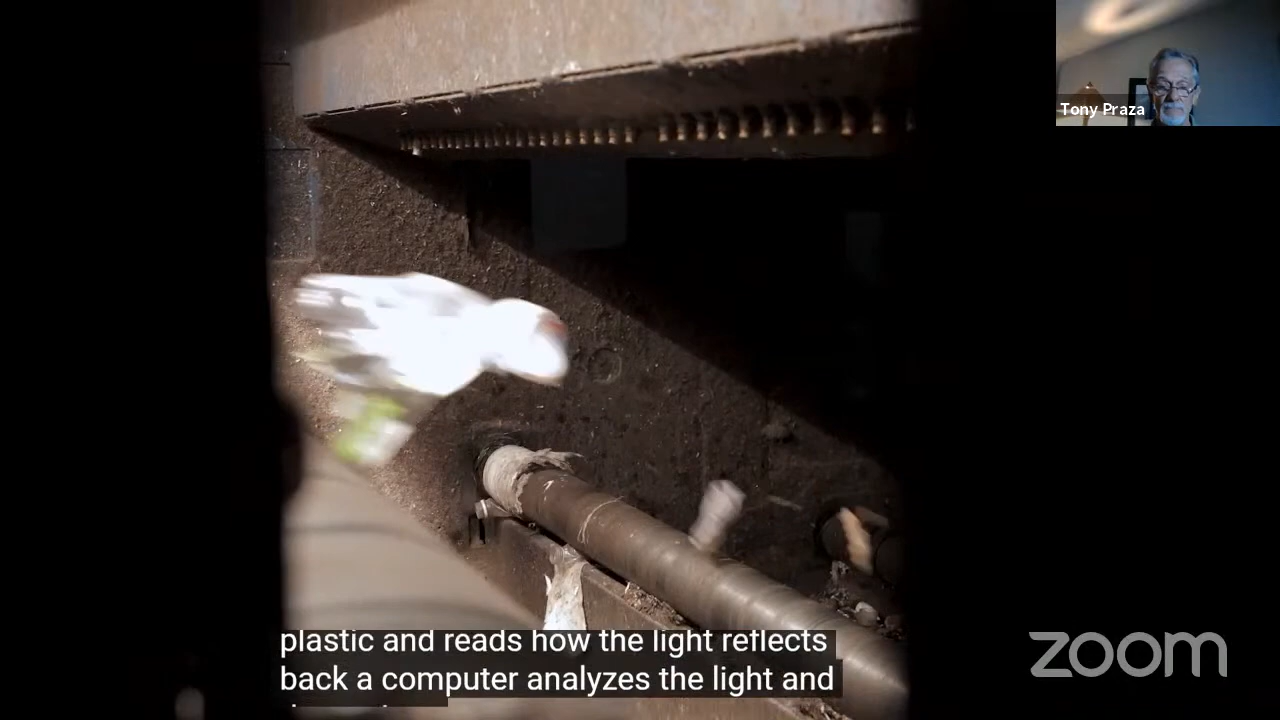 Tony Praza
plastic and reads how the light reflects
back a computer analyzes the light and
zoom